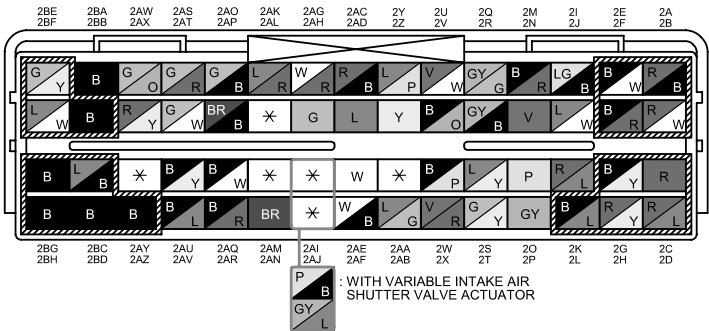 2BE 2BA 2AW 2AS 2AO 2AK 2AG 2AC 2Y 2U 2Q 2M 2I 2E 2A
2BF 2BB 2AX 2AT 2AP 2AL 2AH 2AD 2Z 2V 2R 2N 2J 2F 2B
G Y B G O G R G B L R W R R B L P V W GY G B R LG B B W R B
L W B R Y G W BR B * G L Y B O GY B V L W B R R W
B L B * B Y B W * * W * B P L Y P R L B Y R
B B B B L B R BR * W B L G V R G Y GY B L R Y R L
2BG 2BC 2AY 2AU 2AQ 2AM 2AI 2AE 2AA 2W 2S 2O 2K 2G 2C
2BH 2BD 2AZ 2AV 2AR 2AN 2AJ 2AF 2AB 2X 2T 2P 2L 2H 2D
P B
GY L
: WITH VARIABLE INTAKE AIR
SHUTTER VALVE ACTUATOR